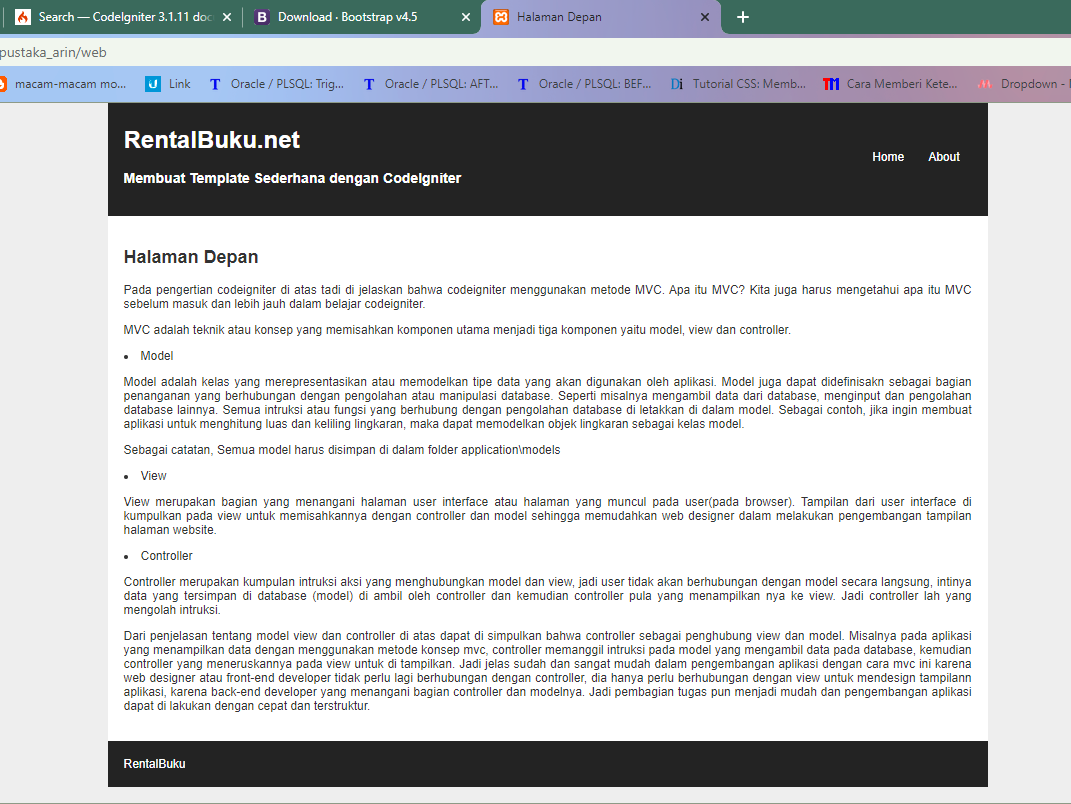 Search — CodeIgniter 3.1.11 doc
Download · Bootstrap v4.5
Halaman Depan
pustaka_arin/web
macam-macam mo...
Link
Oracle / PLSQL: Trig...
Oracle / PLSQL: AFT...
Oracle / PLSQL: BEF...
Tutorial CSS: Memb...
Cara Memberi Kete...
Dropdown -
RentalBuku.net
Membuat Template Sederhana dengan CodeIgniter
Home
About
Halaman Depan
Pada pengertian codeigniter di atas tadi di jelaskan bahwa codeigniter menggunakan metode MVC. Apa itu MVC? Kita juga harus mengetahui apa itu MVC
sebelum masuk dan lebih jauh dalam belajar codeigniter.
MVC adalah teknik atau konsep yang memisahkan komponen utama menjadi tiga komponen yaitu model, view dan controller.
• Model
Model adalah kelas yang merepresentasikan atau memodelkan tipe data yang akan digunakan oleh aplikasi. Model juga dapat didefinisakn sebagai bagian
penanganan yang berhubungan dengan pengolahan atau manipulasi database. Seperti misalnya mengambil data dari database, menginput dan pengolahan
database lainnya. Semua intruksi atau fungsi yang berhubung dengan pengolahan database di letakkan di dalam model. Sebagai contoh, jika ingin membuat
aplikasi untuk menghitung luas dan keliling lingkaran, maka dapat memodelkan objek lingkaran sebagai kelas model.
Sebagai catatan, Semua model harus disimpan di dalam folder application\models
• View
View merupakan bagian yang menangani halaman user interface atau halaman yang muncul pada user(pada browser). Tampilan dari user interface di
kumpulkan pada view untuk memisahkannya dengan controller dan model sehingga memudahkan web designer dalam melakukan pengembangan tampilan
halaman website.
• Controller
Controller merupakan kumpulan intruksi aksi yang menghubungkan model dan view, jadi user tidak akan berhubungan dengan model secara langsung, intinya
data yang tersimpan di database (model) di ambil oleh controller dan kemudian controller pula yang menampilkan nya ke view. Jadi controller lah yang
mengolah intruksi.
Dari penjelasan tentang model view dan controller di atas dapat di simpulkan bahwa controller sebagai penghubung view dan model. Misalnya pada aplikasi
yang menampilkan data dengan menggunakan metode konsep mvc, controller memanggil intruksi pada model yang mengambil data pada database, kemudian
controller yang meneruskannya pada view untuk di tampilkan. Jadi jelas sudah dan sangat mudah dalam pengembangan aplikasi dengan cara mvc ini karena
web designer atau front-end developer tidak perlu lagi berhubungan dengan controller, dia hanya perlu berhubungan dengan view untuk mendesign tampilann
aplikasi, karena back-end developer yang menangani bagian controller dan modelnya. Jadi pembagian tugas pun menjadi mudah dan pengembangan aplikasi
dapat di lakukan dengan cepat dan terstruktur.
RentalBuku